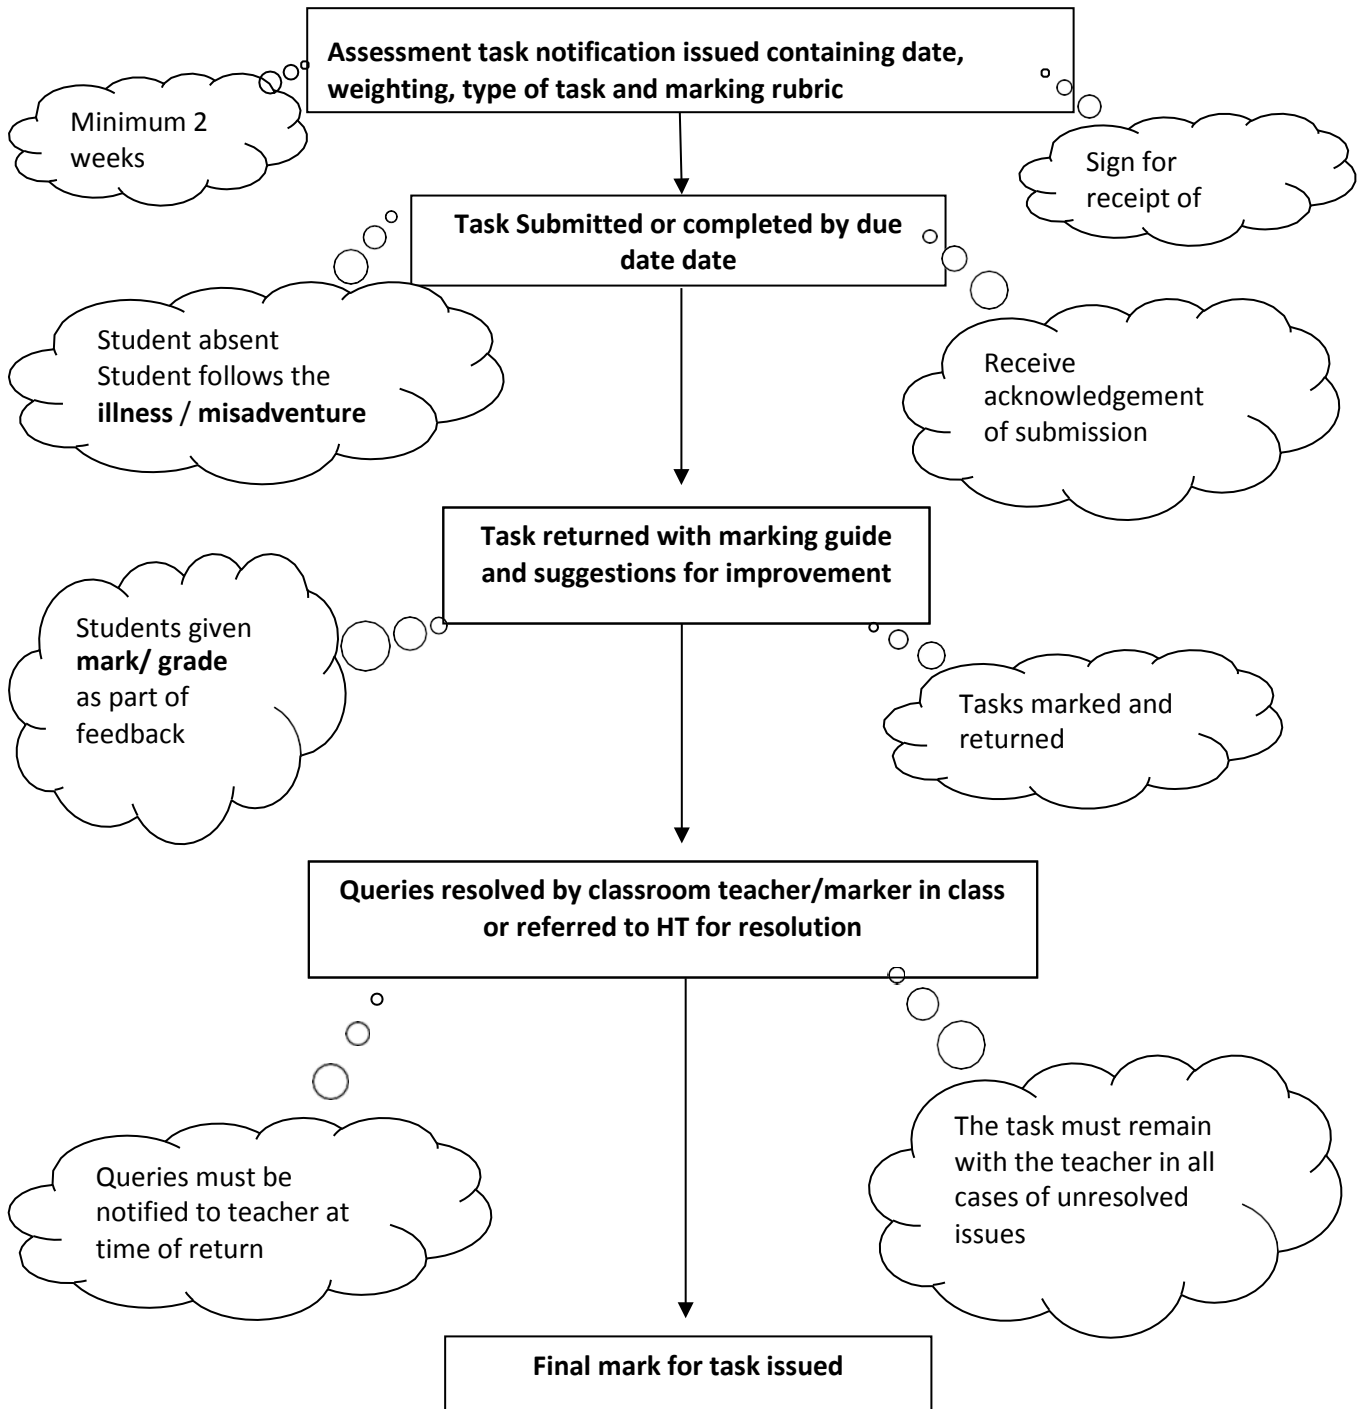 Assessment task notification issued containing date,
weighting, type of task and marking rubric
Minimum 2
weeks
Sign for
receipt of
Task Submitted or completed by due
date date
Student absent
Student follows the
illness / misadventure
Receive
acknowledgement
of submission
Task returned with marking guide
and suggestions for improvement
Students given
mark/ grade
as part of
feedback
Tasks marked and
returned
Queries resolved by classroom teacher/marker in class
or referred to HT for resolution
Queries must be
notified to teacher at
time of return
The task must remain
with the teacher in all
cases of unresolved
issues
Final mark for task issued